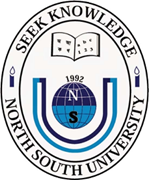 SEEK KNOWLEDGE
1992
N
S
NORTH SOUTH UNIVERSITY